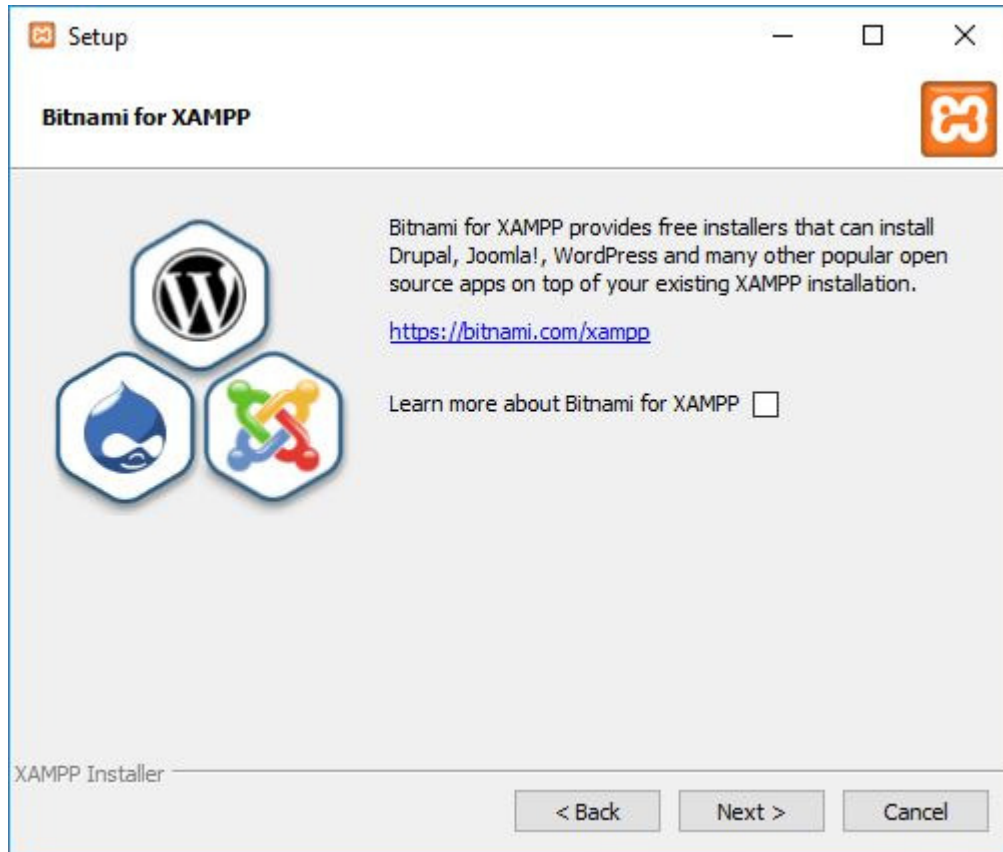 Setup
Bitnami for XAMPP
Bitnami for XAMPP provides free installers that can install
Drupal, Joomla!, WordPress and many other popular open
source apps on top of your existing XAMPP installation.
https://bitnami.com/xampp
Learn more about Bitnami for XAMPP
XAMPP Installer
< Back Next > Cancel